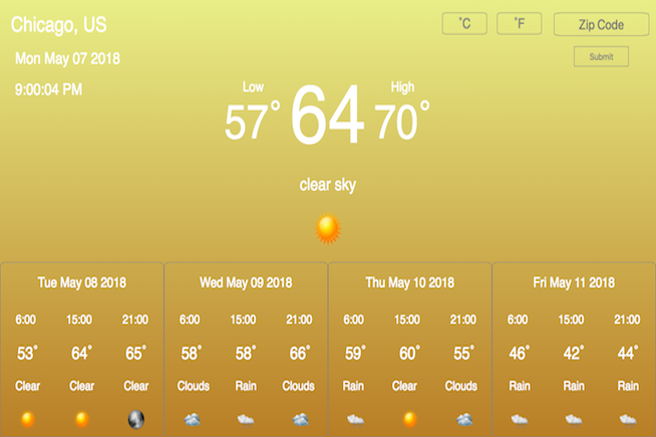 Chicago, US
˚C ˚F Zip Code
Mon May 07 2018
Submit
9:00:04 PM
Low High
57° 64 70°
clear sky
Tue May 08 2018
6:00 15:00 21:00
53° 64° 65°
Clear Clear Clear
Wed May 09 2018
6:00 15:00 21:00
58° 58° 66°
Clouds Rain Clouds
Thu May 10 2018
6:00 15:00 21:00
59° 60° 55°
Rain Clear Clouds
Fri May 11 2018
6:00 15:00 21:00
46° 42° 44°
Rain Rain Rain